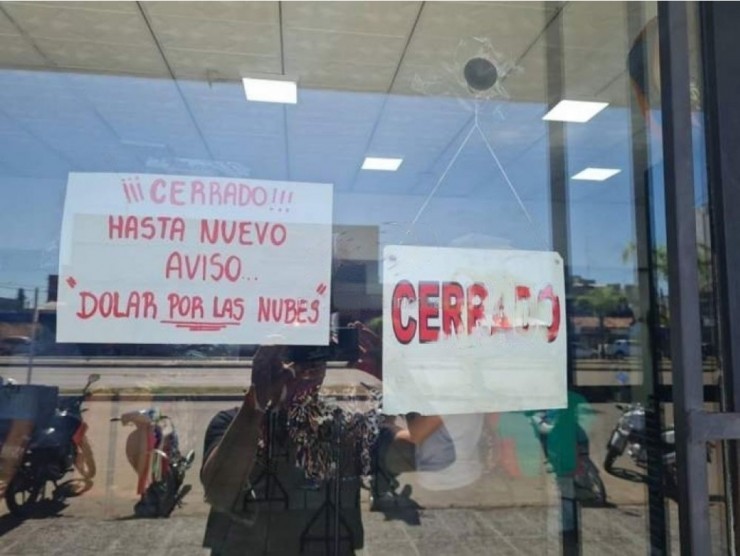 ¡¡¡CERRADO!!!
HASTA NUEVO
AVISO...
"DOLAR POR LAS NUBES"
CERRADO